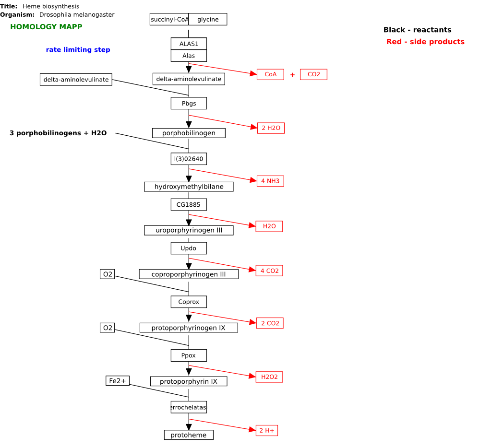 Title: Heme biosynthesis
Organism: Drosophila melanogaster
HOMOLOGY MAPP
succinyl-CoA glycine
Black - reactants
Red - side products
rate limiting step
ALAS1
Alas
CoA + CO2
delta-aminolevulinate
delta-aminolevulinate
Pbgs
2 H2O
3 porphobilinogens + H2O
porphobilinogen
l(3)02640
4 NH3
hydroxymethylbilane
CG1885
H2O
uroporphyrinogen III
Updo
4 CO2
O2
coproporphyrinogen III
Coprox
2 CO2
O2
protoporphyrinogen IX
Ppox
H2O2
Fe2+
protoporphyrin IX
errochelatas
2 H+
protoheme